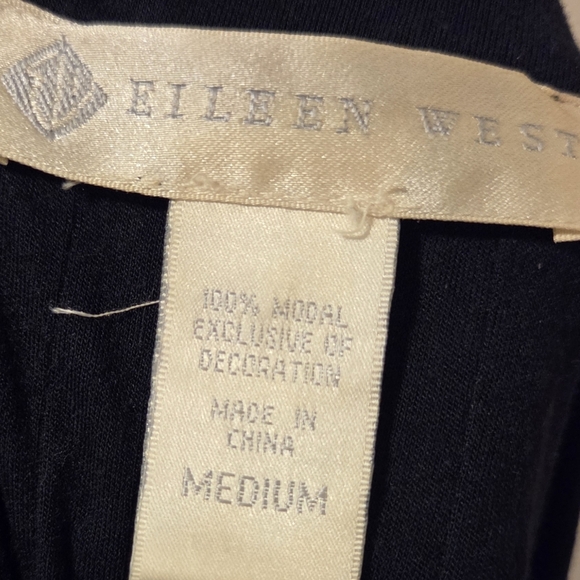 EILEEN WEST
100% MODAL
EXCLUSIVE OF
DECORATION
MADE IN
CHINA
MEDIUM